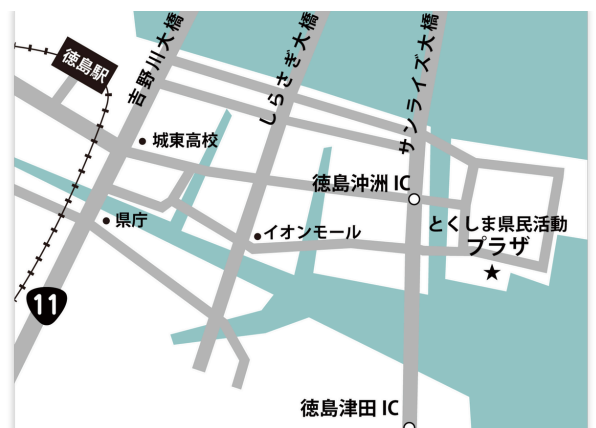 徳島駅
吉野川大橋
しらさぎ大橋
サンライズ大橋
城東高校
徳島沖洲 IC
県庁
イオンモール
とくしま県民活動
プラザ
11
徳島津田 IC